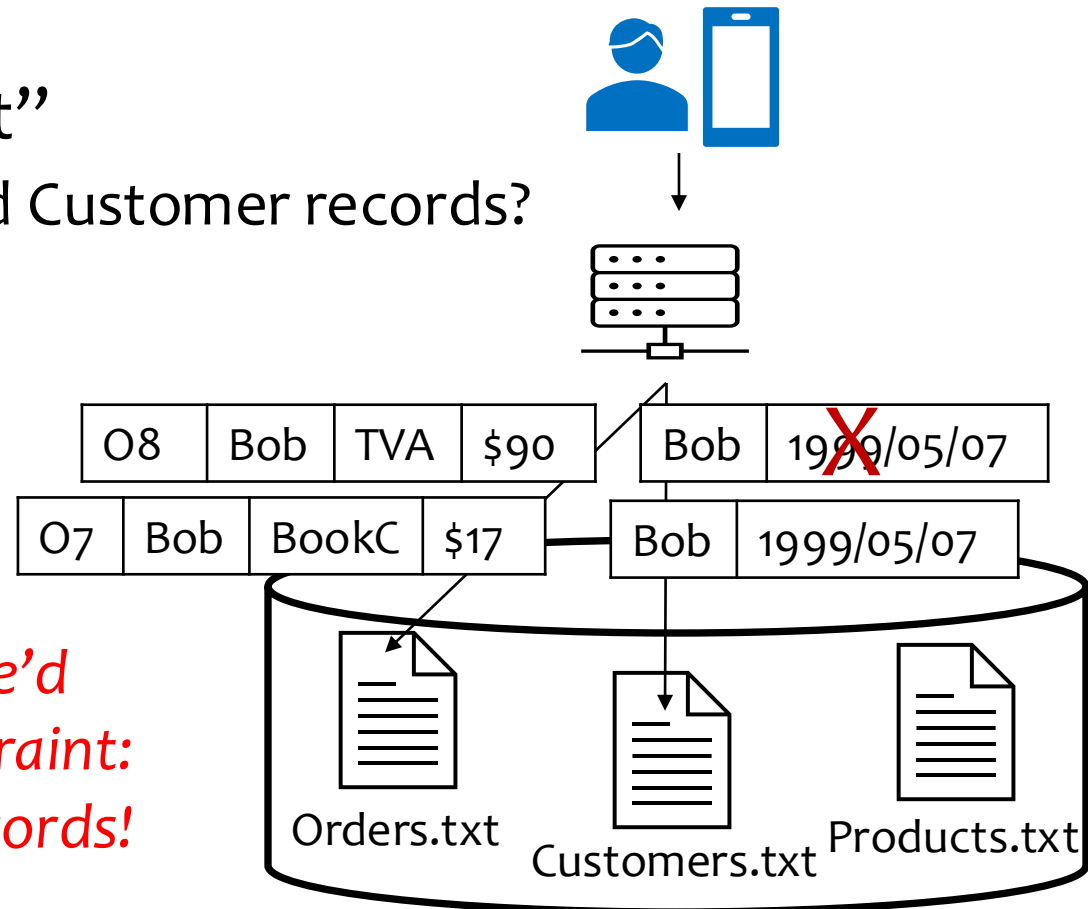 t”
d Customer records?
O8 Bob TVA $90 Bob 1999/05/07
O7 Bob BookC $17 Bob 1999/05/07
e’d
raint:
cords!
Orders.txt
Customers.txt
Products.txt